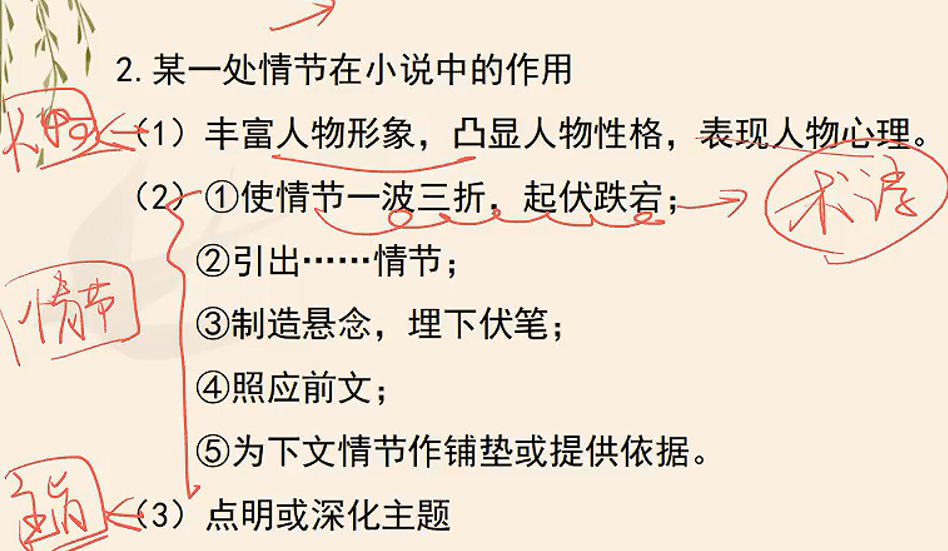 2.某一处情节在小说中的作用
人物 (1)丰富人物形象，凸显人物性格，表现人物心理。
(2)①使情节一波三折，起伏跌宕； 术语
②引出……情节；
情节
③制造悬念，埋下伏笔；
④照应前文；
⑤为下文情节作铺垫或提供依据。
主旨 (3)点明或深化主题